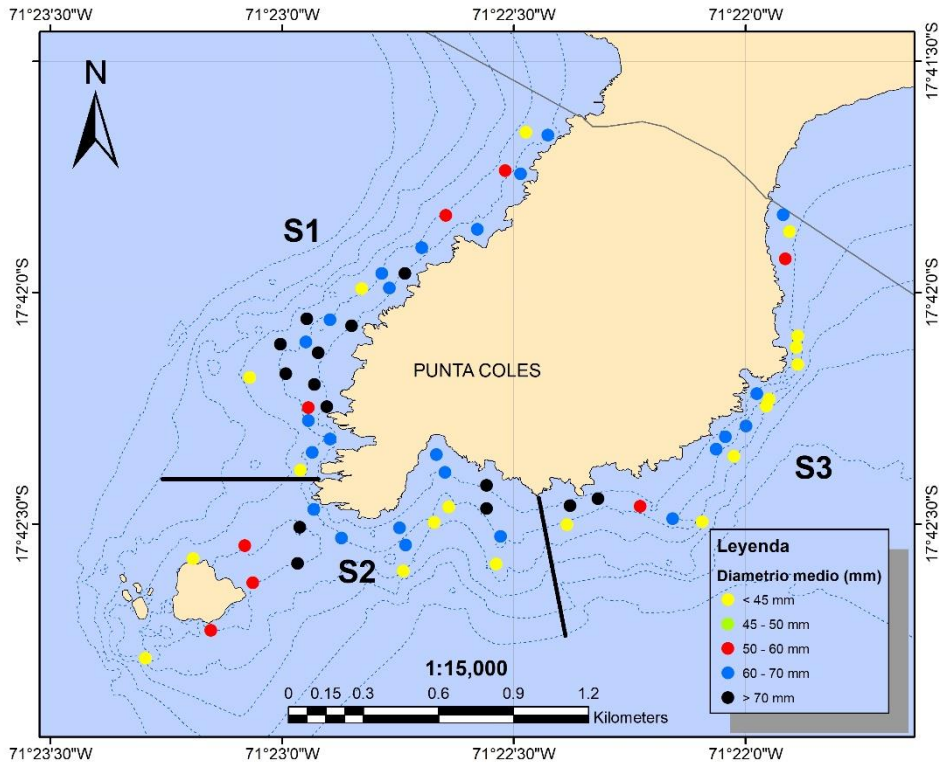 71°23'30"W 71°23'0"W 71°22'30"W 71°22'0"W
17°41'30"S 17°41'30"S
N
S1
17°42'0"S 17°42'0"S
PUNTA COLES
S3
17°42'30"S 17°42'30"S
S2
Leyenda
Diametrio medio (mm)
< 45 mm
45 - 50 mm
50 - 60 mm
60 - 70 mm
> 70 mm
1:15,000
0 0.15 0.3 0.6 0.9 1.2
Kilometers
71°23'30"W 71°23'0"W 71°22'30"W 71°22'0"W